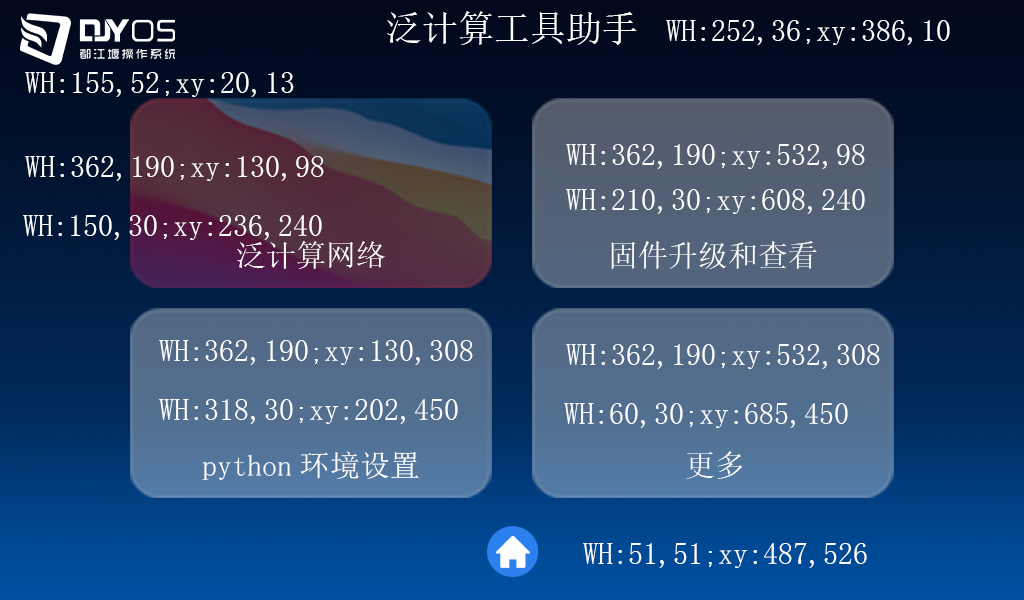 DJYOS
都江堰操作系统
泛计算工具助手 WH:252,36;xy:386,10
WH:155,52;xy:20,13
WH:362,190;xy:130,98
WH:150,30;xy:236,240
泛计算网络
WH:362,190;xy:532,98
WH:210,30;xy:608,240
固件升级和查看
WH:362,190;xy:130,308
WH:318,30;xy:202,450
python 环境设置
WH:362,190;xy:532,308
WH:60,30;xy:685,450
更多
WH:51,51;xy:487,526